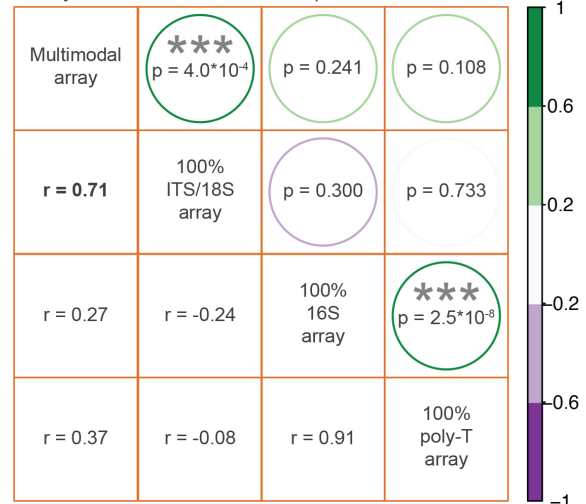 1
Multimodal
array
***
p = 4.0*10-4
p = 0.241
p = 0.108
0.6
r = 0.71
100%
ITS/18S
array
p = 0.300
p = 0.733
0.2
r = 0.27
r = -0.24
100%
16S
array
***
p = 2.5*10-8
-0.2
-0.6
r = 0.37
r = -0.08
r = 0.91
100%
poly-T
array
-1